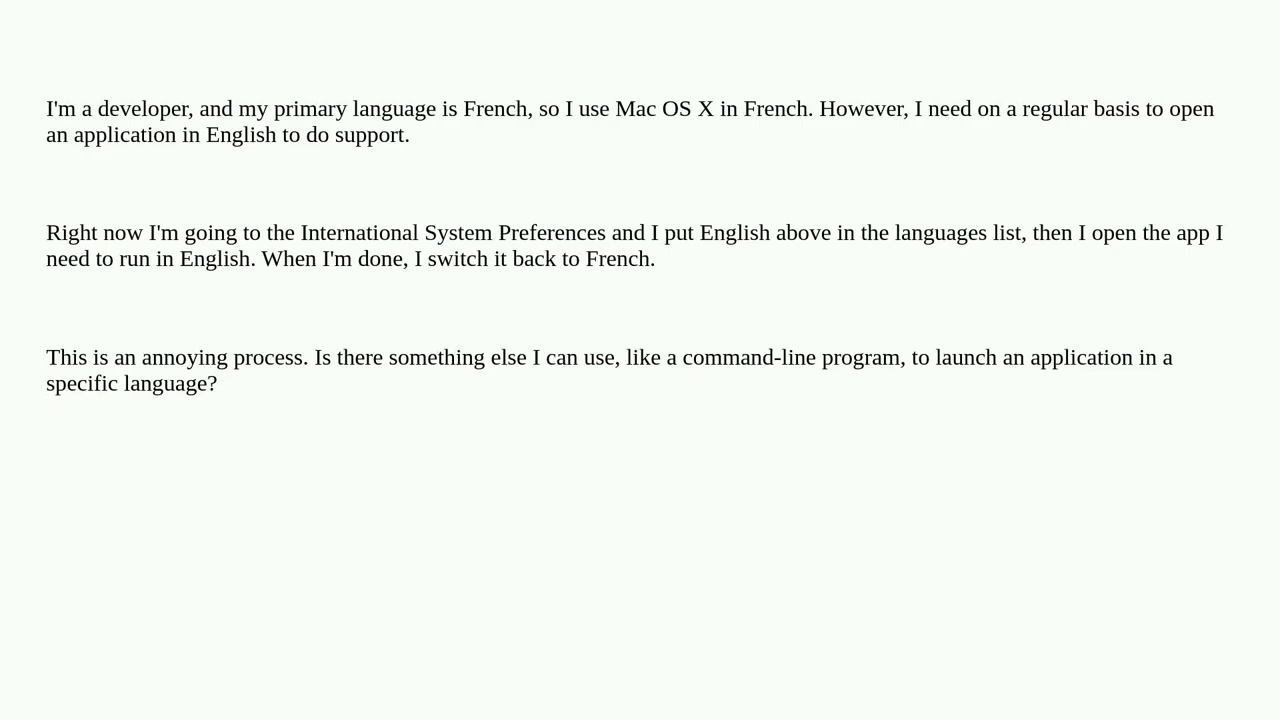 I'm a developer, and my primary language is French, so I use Mac OS X in French. However, I need on a regular basis to open
an application in English to do support.
Right now I'm going to the International System Preferences and I put English above in the languages list, then I open the app I
need to run in English. When I'm done, I switch it back to French.
This is an annoying process. Is there something else I can use, like a command-line program, to launch an application in a
specific language?